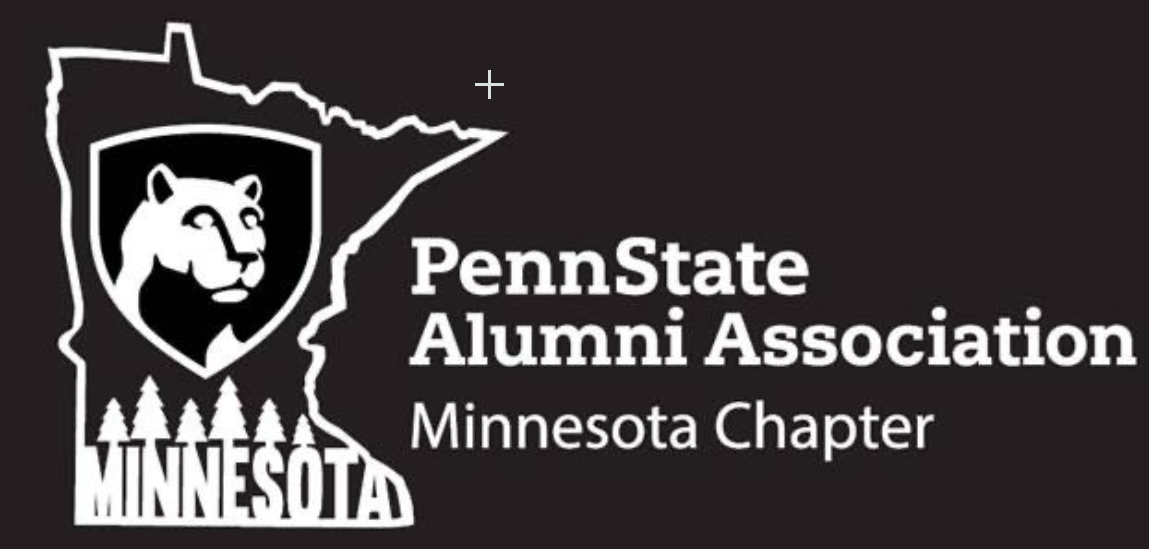 MINNESOTA
PennState
Alumni Association
Minnesota Chapter